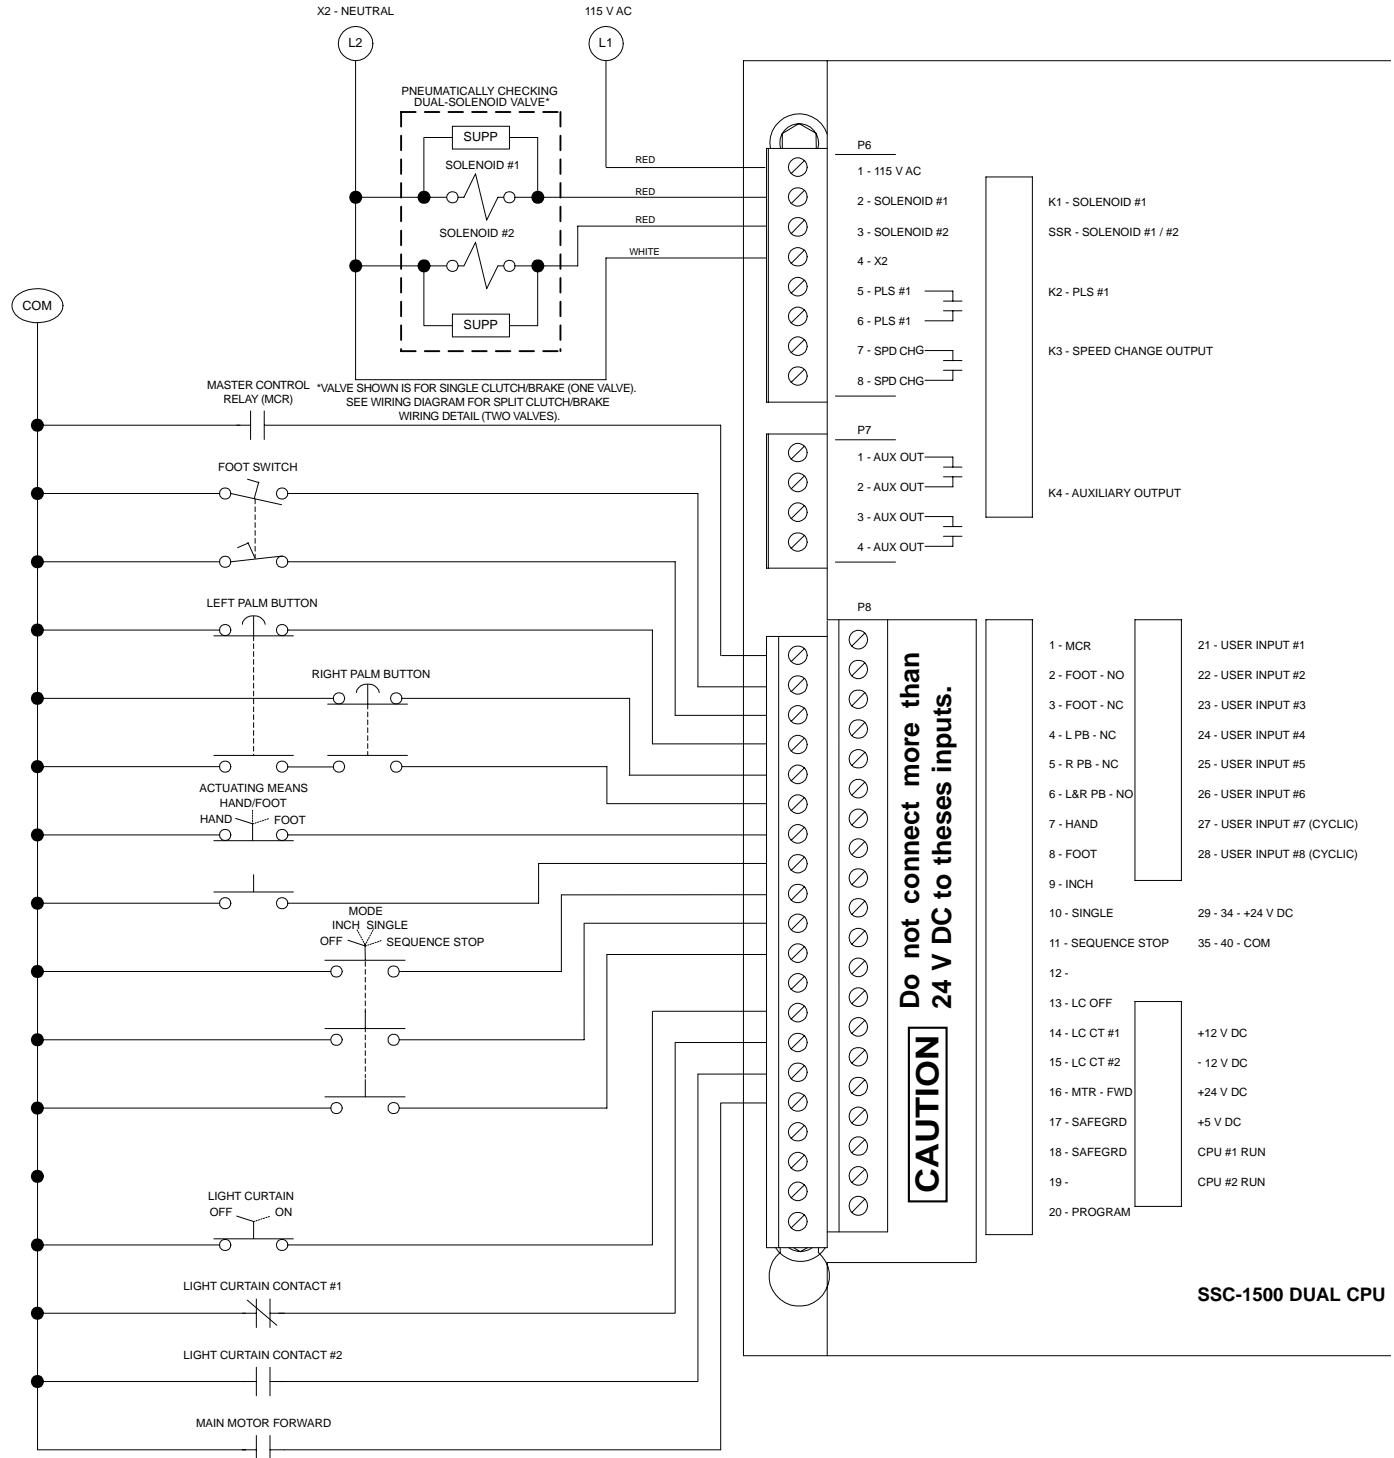 X2 - NEUTRAL
115 V AC
L2
L1
PNEUMATICALLY CHECKING
DUAL-SOLENOID VALVE*
SUPP
SOLENOID #1
SOLENOID #2
SUPP
RED
RED
RED
WHITE
COM
*VALVE SHOWN IS FOR SINGLE CLUTCH/BRAKE (ONE VALVE).
SEE WIRING DIAGRAM FOR SPLIT CLUTCH/BRAKE
WIRING DETAIL (TWO VALVES).
MASTER CONTROL
RELAY (MCR)
FOOT SWITCH
LEFT PALM BUTTON
RIGHT PALM BUTTON
ACTUATING MEANS
HAND/FOOT
HAND
FOOT
MODE
INCH SINGLE
OFF
SEQUENCE STOP
LIGHT CURTAIN
OFF
ON
LIGHT CURTAIN CONTACT #1
LIGHT CURTAIN CONTACT #2
MAIN MOTOR FORWARD
P6
1 - 115 V AC
2 - SOLENOID #1
3 - SOLENOID #2
4 - X2
5 - PLS #1
6 - PLS #1
7 - SPD CHG
8 - SPD CHG
K1 - SOLENOID #1
SSR - SOLENOID #1 / #2
K2 - PLS #1
K3 - SPEED CHANGE OUTPUT
P7
1 - AUX OUT
2 - AUX OUT
3 - AUX OUT
4 - AUX OUT
K4 - AUXILIARY OUTPUT
P8
CAUTION
Do not connect more than
24 V DC to theses inputs.
1 - MCR
2 - FOOT - NO
3 - FOOT - NC
4 - L PB - NC
5 - R PB - NC
6 - L&R PB - NO
7 - HAND
8 - FOOT
9 - INCH
10 - SINGLE
11 - SEQUENCE STOP
12 -
13 - LC OFF
14 - LC CT #1
15 - LC CT #2
16 - MTR - FWD
17 - SAFEGRD
18 - SAFEGRD
19 -
20 - PROGRAM
21 - USER INPUT #1
22 - USER INPUT #2
23 - USER INPUT #3
24 - USER INPUT #4
25 - USER INPUT #5
26 - USER INPUT #6
27 - USER INPUT #7 (CYCLIC)
28 - USER INPUT #8 (CYCLIC)
29 - 34 - +24 V DC
35 - 40 - COM
+12 V DC
- 12 V DC
+24 V DC
+5 V DC
CPU #1 RUN
CPU #2 RUN
SSC-1500 DUAL CPU